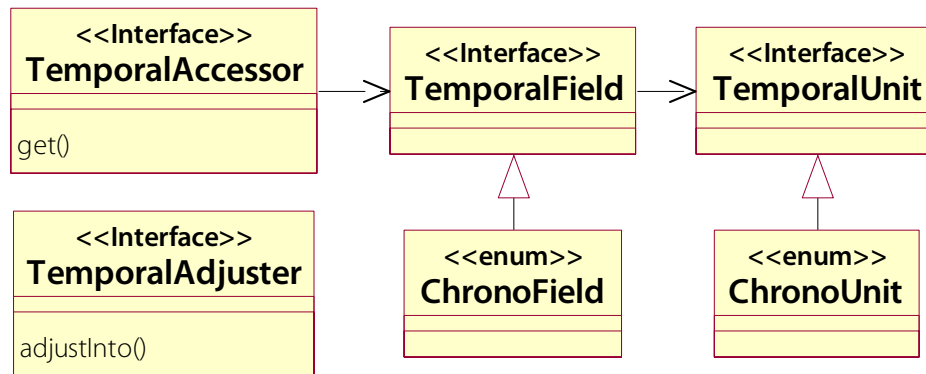 <<Interface>>
TemporalAccessor
get()
<<Interface>>
TemporalField
<<Interface>>
TemporalUnit
<<Interface>>
TemporalAdjuster
adjustInto()
<<enum>>
ChronoField
<<enum>>
ChronoUnit